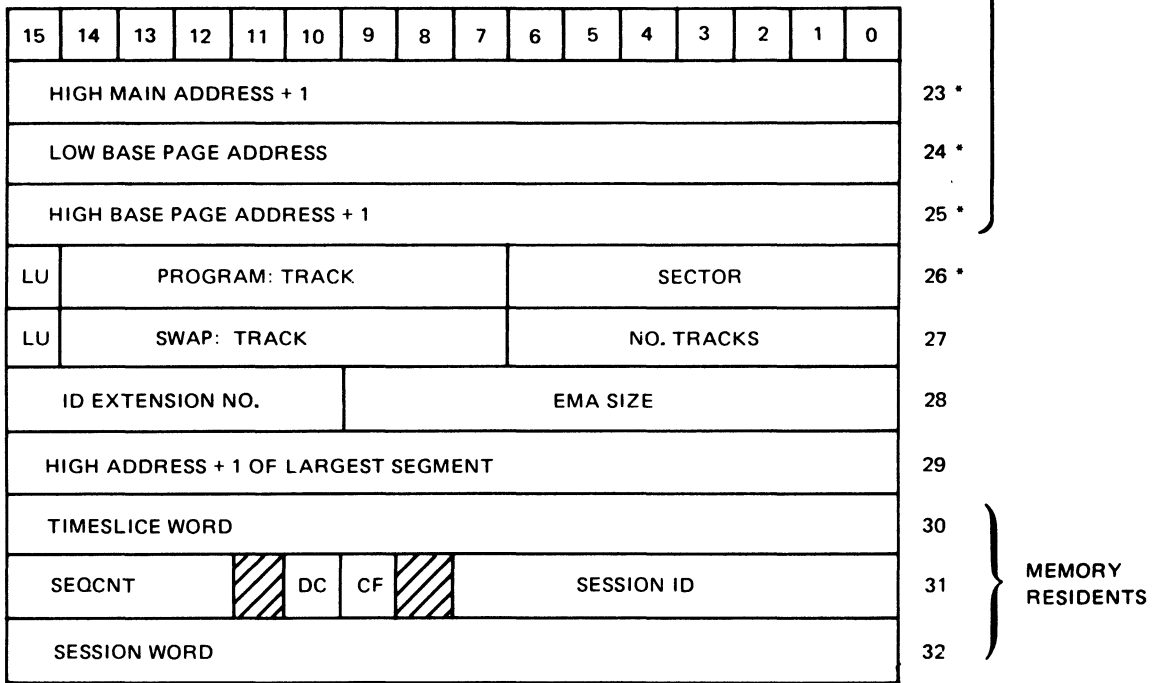 15 14 13 12 11 10 9 8 7 6 5 4 3 2 1 0
HIGH MAIN ADDRESS + 1 23 *
LOW BASE PAGE ADDRESS 24 *
HIGH BASE PAGE ADDRESS + 1 25 *
LU PROGRAM: TRACK SECTOR 26 *
LU SWAP: TRACK NO. TRACKS 27
ID EXTENSION NO. EMA SIZE 28
HIGH ADDRESS + 1 OF LARGEST SEGMENT 29
TIMESLICE WORD 30
SEQCNT DC CF SESSION ID 31
MEMORY
RESIDENTS
SESSION WORD 32